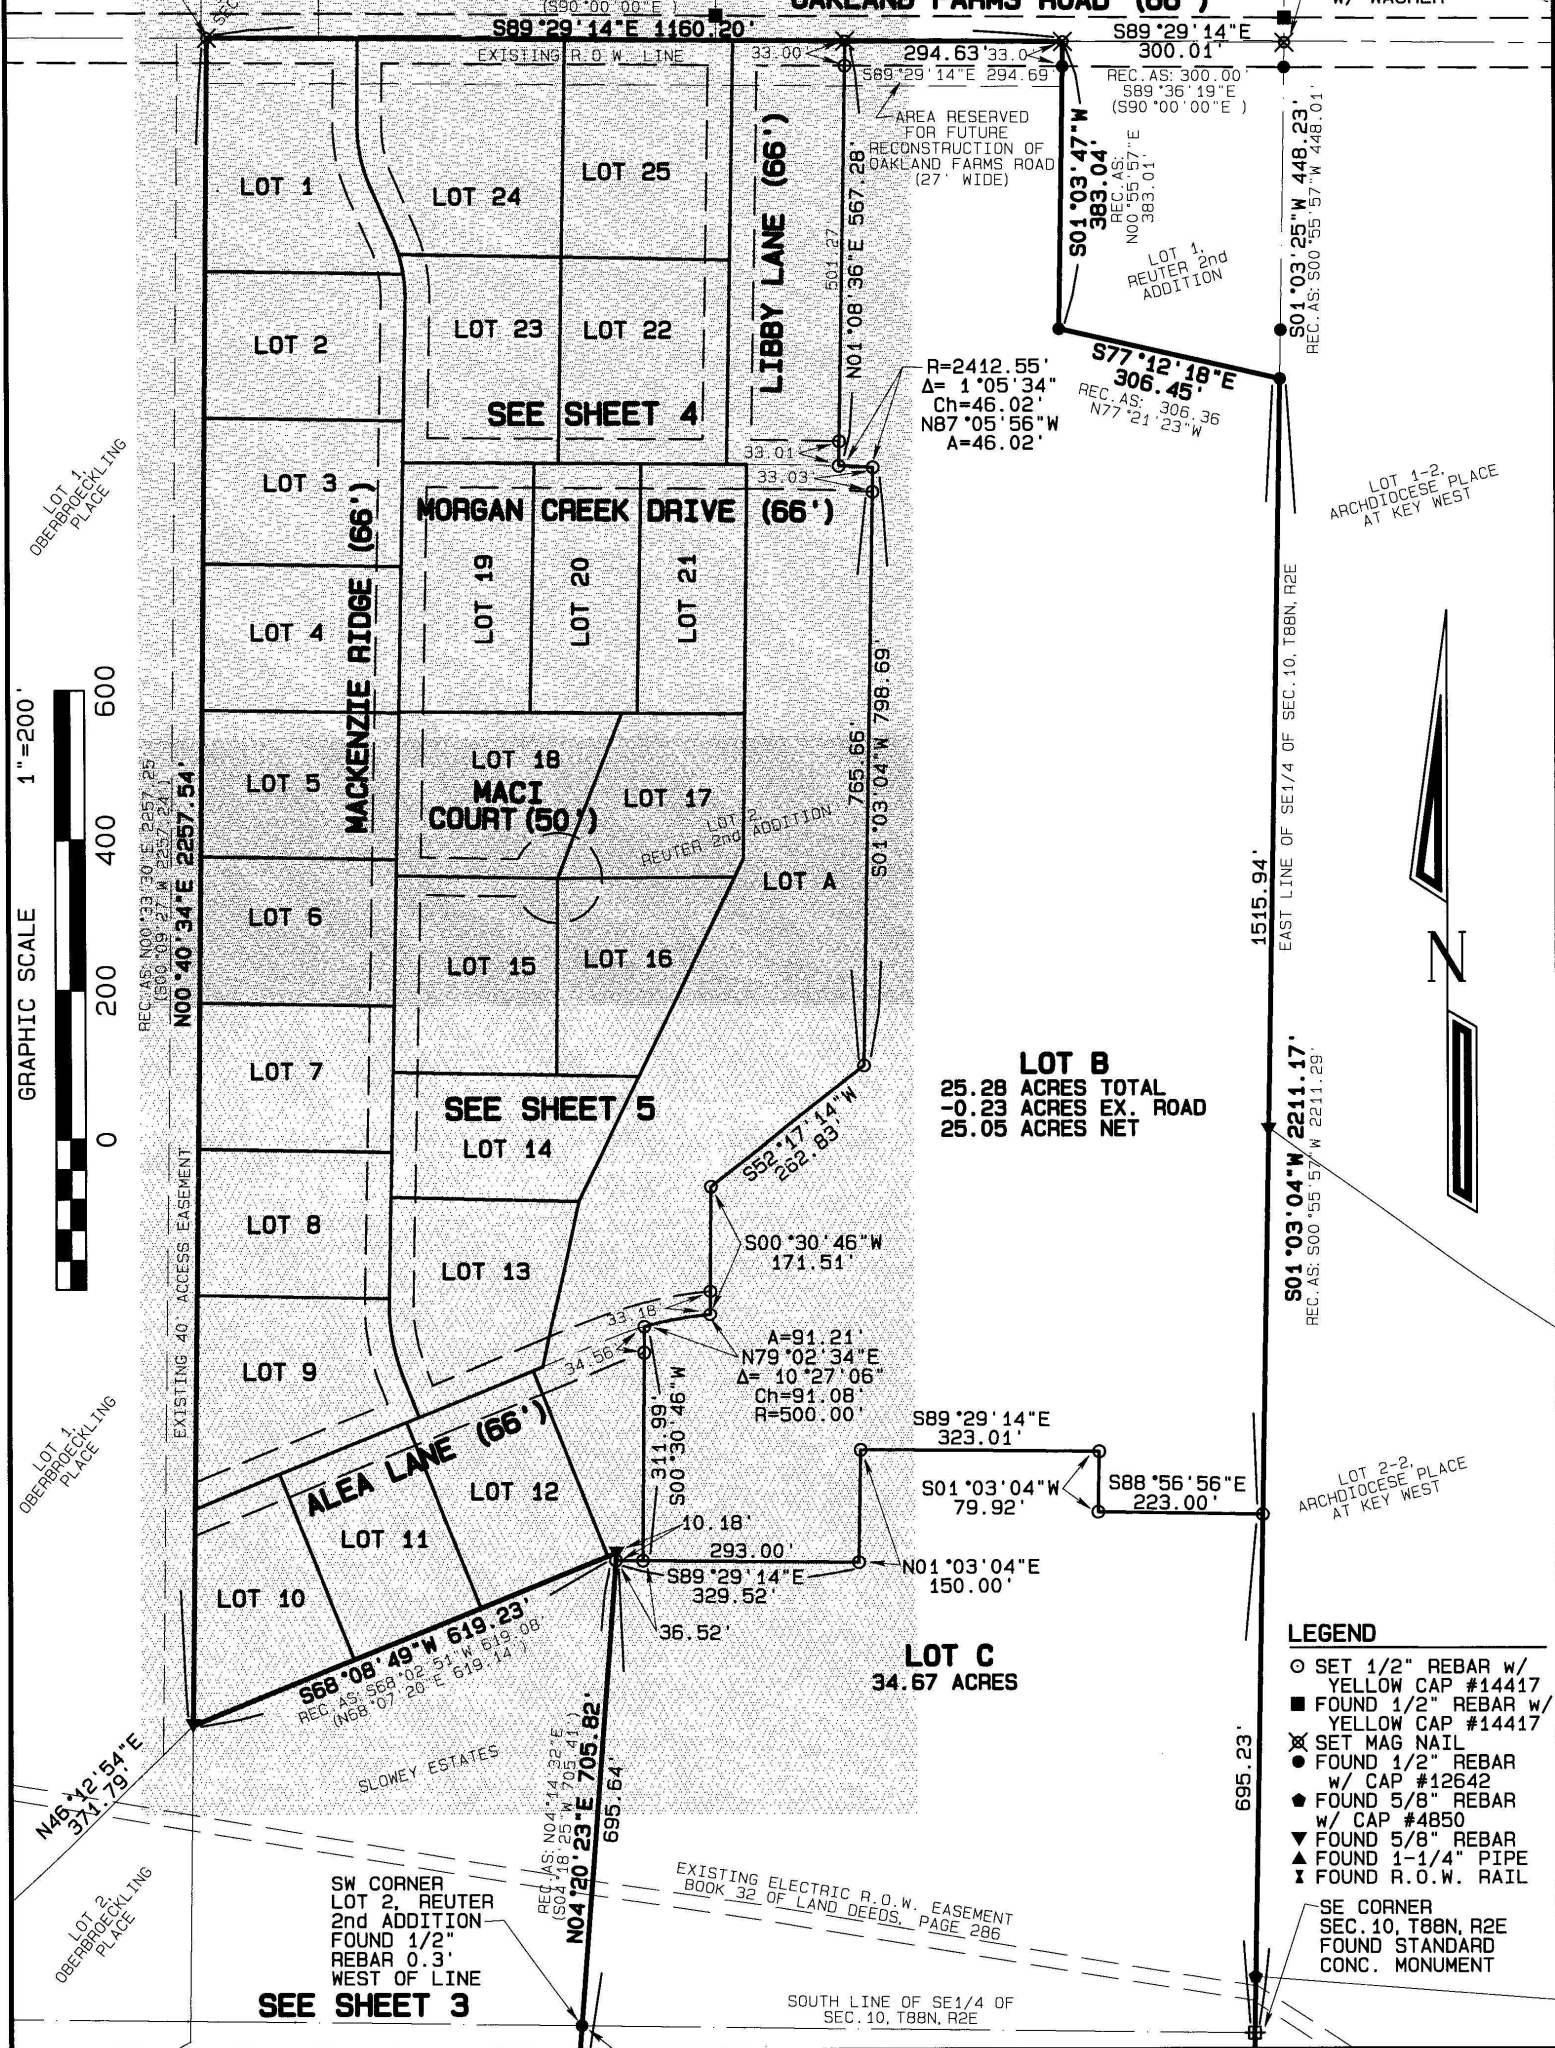 (S90°00'00"E )
OAKLAND FARMS ROAD (66')
W/ WASHER
S89°29'14"E 1160.20'
EXISTING R.O.W. LINE
33.00
294.63'
33.0
S89°29'14"E 294.69'
S89°29'14"E
300.01'
REC. AS: 300.00'
S89°36'19"E
(S90°00'00"E )
AREA RESERVED
FOR FUTURE
RECONSTRUCTION OF
OAKLAND FARMS ROAD
(27' WIDE)
S01°03'47"W
383.04'
REC. AS:
N00°55'57"E
383.01'
S01°03'25"W 448.23'
REC. AS: S00°55'57"W 448.01'
LOT 1,
REUTER 2nd
ADDITION
LOT 1
LOT 24
LOT 25
LIBBY LANE (66')
501.27
N01°08'36"E 567.28'
LOT 2
LOT 23
LOT 22
SEE SHEET 4
R=2412.55'
Δ= 1°05'34"
Ch=46.02'
N87°05'56"W
A=46.02'
S77°12'18"E
306.45'
REC. AS: 306.36
N77°21'23"W
33.01
33.03
LOT 1,
OBERBROECKLING
PLACE
LOT 3
MORGAN CREEK DRIVE (66')
LOT 1-2,
ARCHDIOCESE PLACE
AT KEY WEST
MACKENZIE RIDGE (66')
LOT 19
LOT 20
LOT 21
LOT 4
EAST LINE OF SE1/4 OF SEC.10, T88N, R2E
1"=200'
GRAPHIC SCALE
600
400
200
0
REC. AS: N00°33'30"E 2257.25'
(S00°09'27"W 2257.24')
N00°40'34"E 2257.54'
LOT 5
LOT 18
MACI
COURT (50')
LOT 17
LOT 2,
REUTER 2nd ADDITION
765.66'
S01°03'04"W 798.69'
LOT A
1515.94'
N
LOT 6
LOT 15
LOT 16
LOT 7
SEE SHEET 5
LOT 14
LOT B
25.28 ACRES TOTAL
-0.23 ACRES EX. ROAD
25.05 ACRES NET
S01°03'04"W 2211.17'
REC. AS: S00°55'57"W 2211.29'
S52°17'14"W
262.83'
EXISTING 40' ACCESS EASEMENT
LOT 8
LOT 13
S00°30'46"W
171.51'
33.18
34.56
A=91.21'
N79°02'34"E
Δ= 10°27'06"
Ch=91.08'
R=500.00'
LOT 9
LOT 1,
OBERBROECKLING
PLACE
ALEA LANE (66')
311.99'
S00°30'46"W
S89°29'14"E
323.01'
S01°03'04"W
79.92'
S88°56'56"E
223.00'
LOT 2-2,
ARCHDIOCESE PLACE
AT KEY WEST
LOT 12
LOT 11
LOT 10
10.18'
293.00'
S89°29'14"E
329.52'
N01°03'04"E
150.00'
36.52'
S68°08'49"W 619.23'
REC. AS: S68°02'51"W 619.08
(N68°07'20"E 619.14')
LOT C
34.67 ACRES
LEGEND
SET 1/2" REBAR W/
YELLOW CAP #14417
FOUND 1/2" REBAR W/
YELLOW CAP #14417
SET MAG NAIL
FOUND 1/2" REBAR
W/ CAP #12642
FOUND 5/8" REBAR
W/ CAP #4850
FOUND 5/8" REBAR
FOUND 1-1/4" PIPE
FOUND R.O.W. RAIL
N46°12'54"E
371.79'
SLOWEY ESTATES
REC. AS: N04°14'32"E
(S04°18'25"W 705.41')
N04°20'23"E 705.82'
695.64'
695.23'
LOT 2,
OBERBROECKLING
PLACE
SW CORNER
LOT 2, REUTER
2nd ADDITION
FOUND 1/2"
REBAR 0.3'
WEST OF LINE
EXISTING ELECTRIC R.O.W. EASEMENT
BOOK 32 OF LAND DEEDS, PAGE 286
SE CORNER
SEC.10, T88N, R2E
FOUND STANDARD
CONC. MONUMENT
SEE SHEET 3
SOUTH LINE OF SE1/4 OF
SEC.10, T88N, R2E